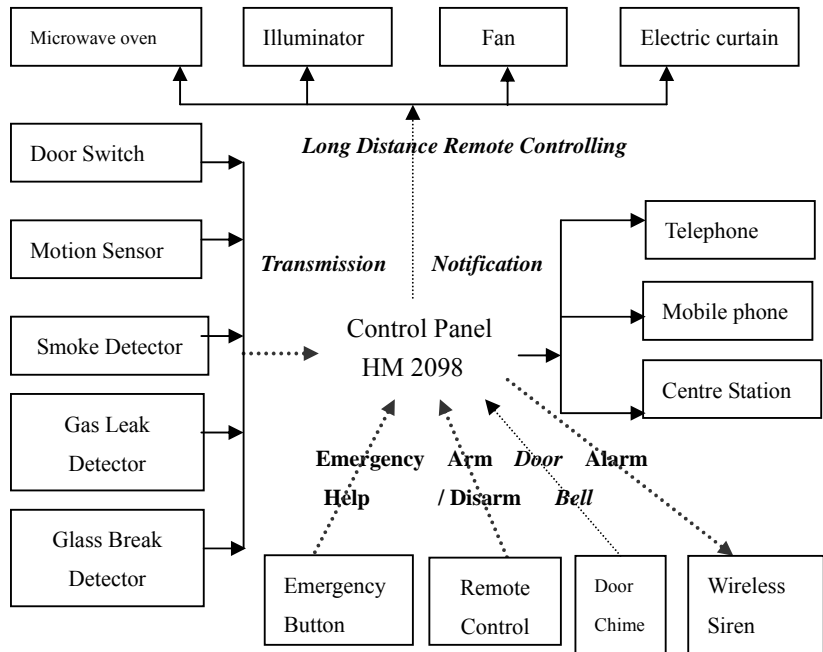 Microwave oven
Illuminator
Fan
Electric curtain
Long Distance Remote Controlling
Door Switch
Motion Sensor
Smoke Detector
Gas Leak
Detector
Glass Break
Detector
Transmission
Notification
Control Panel
HM 2098
Telephone
Mobile phone
Centre Station
Emergency
Help
Arm
/ Disarm
Door
Bell
Alarm
Emergency
Button
Remote
Control
Door
Chime
Wireless
Siren